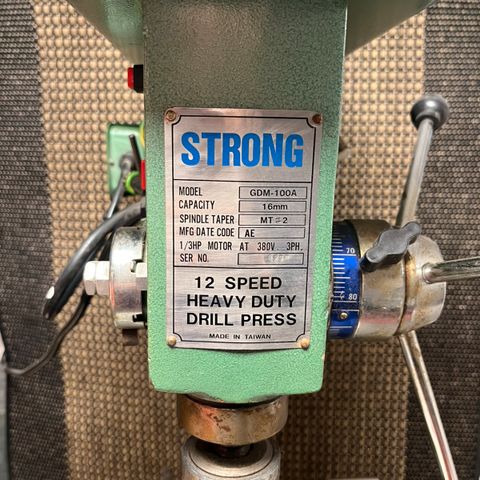 STRONG
MODEL GDM-100A
CAPACITY 16mm
SPINDLE TAPER MT#2
MFG DATE CODE AE
1/3HP MOTOR AT 380V 3PH.
SER NO.
12 SPEED
HEAVY DUTY
DRILL PRESS
MADE IN TAIWAN
70
80